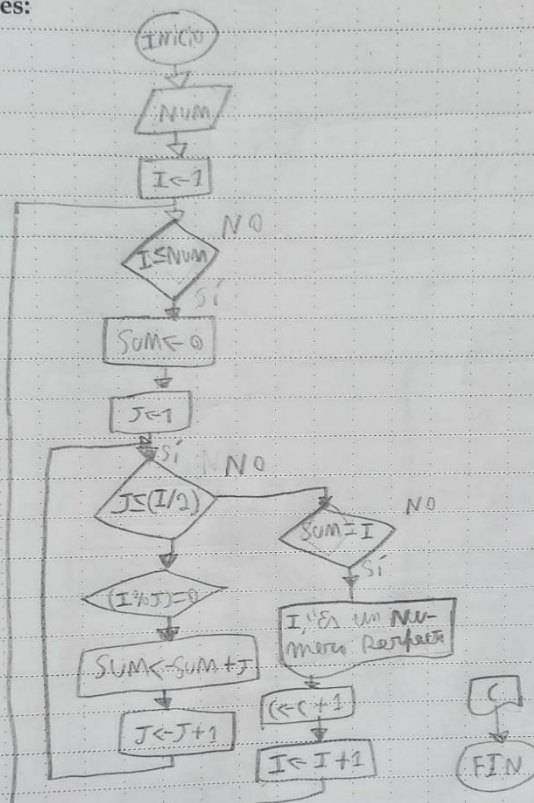 es:
INICIO
NUM
I←1
NO
I≤NUM
SÍ
SUM←0
J←1
SÍ
NO
J≤(I/2)
NO
SUM=I
SÍ
(I%J)=0
I, "Es un Nu-
mero Perfecto
SUM←SUM+J
C←C+1
C
J←J+1
I←I+1
FIN